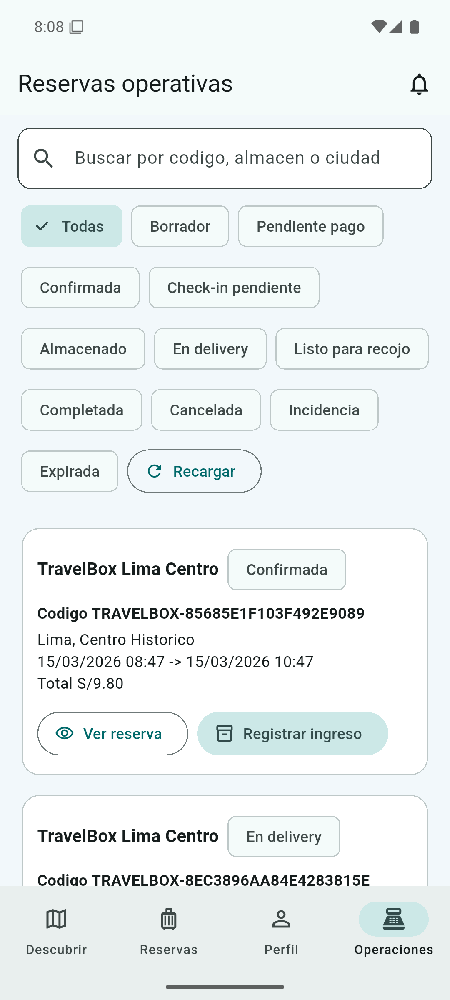 8:08
Reservas operativas
Buscar por codigo, almacen o ciudad
Todas
Borrador
Pendiente pago
Confirmada
Check-in pendiente
Almacenado
En delivery
Listo para recojo
Completada
Cancelada
Incidencia
Expirada
Recargar
TravelBox Lima Centro
Confirmada
Codigo TRAVELBOX-85685E1F103F492E9089
Lima, Centro Historico
15/03/2026 08:47 -> 15/03/2026 10:47
Total S/9.80
Ver reserva
Registrar ingreso
TravelBox Lima Centro
En delivery
Codigo TRAVELBOX-8EC3896AA84E4283815E
Descubrir
Reservas
Perfil
Operaciones